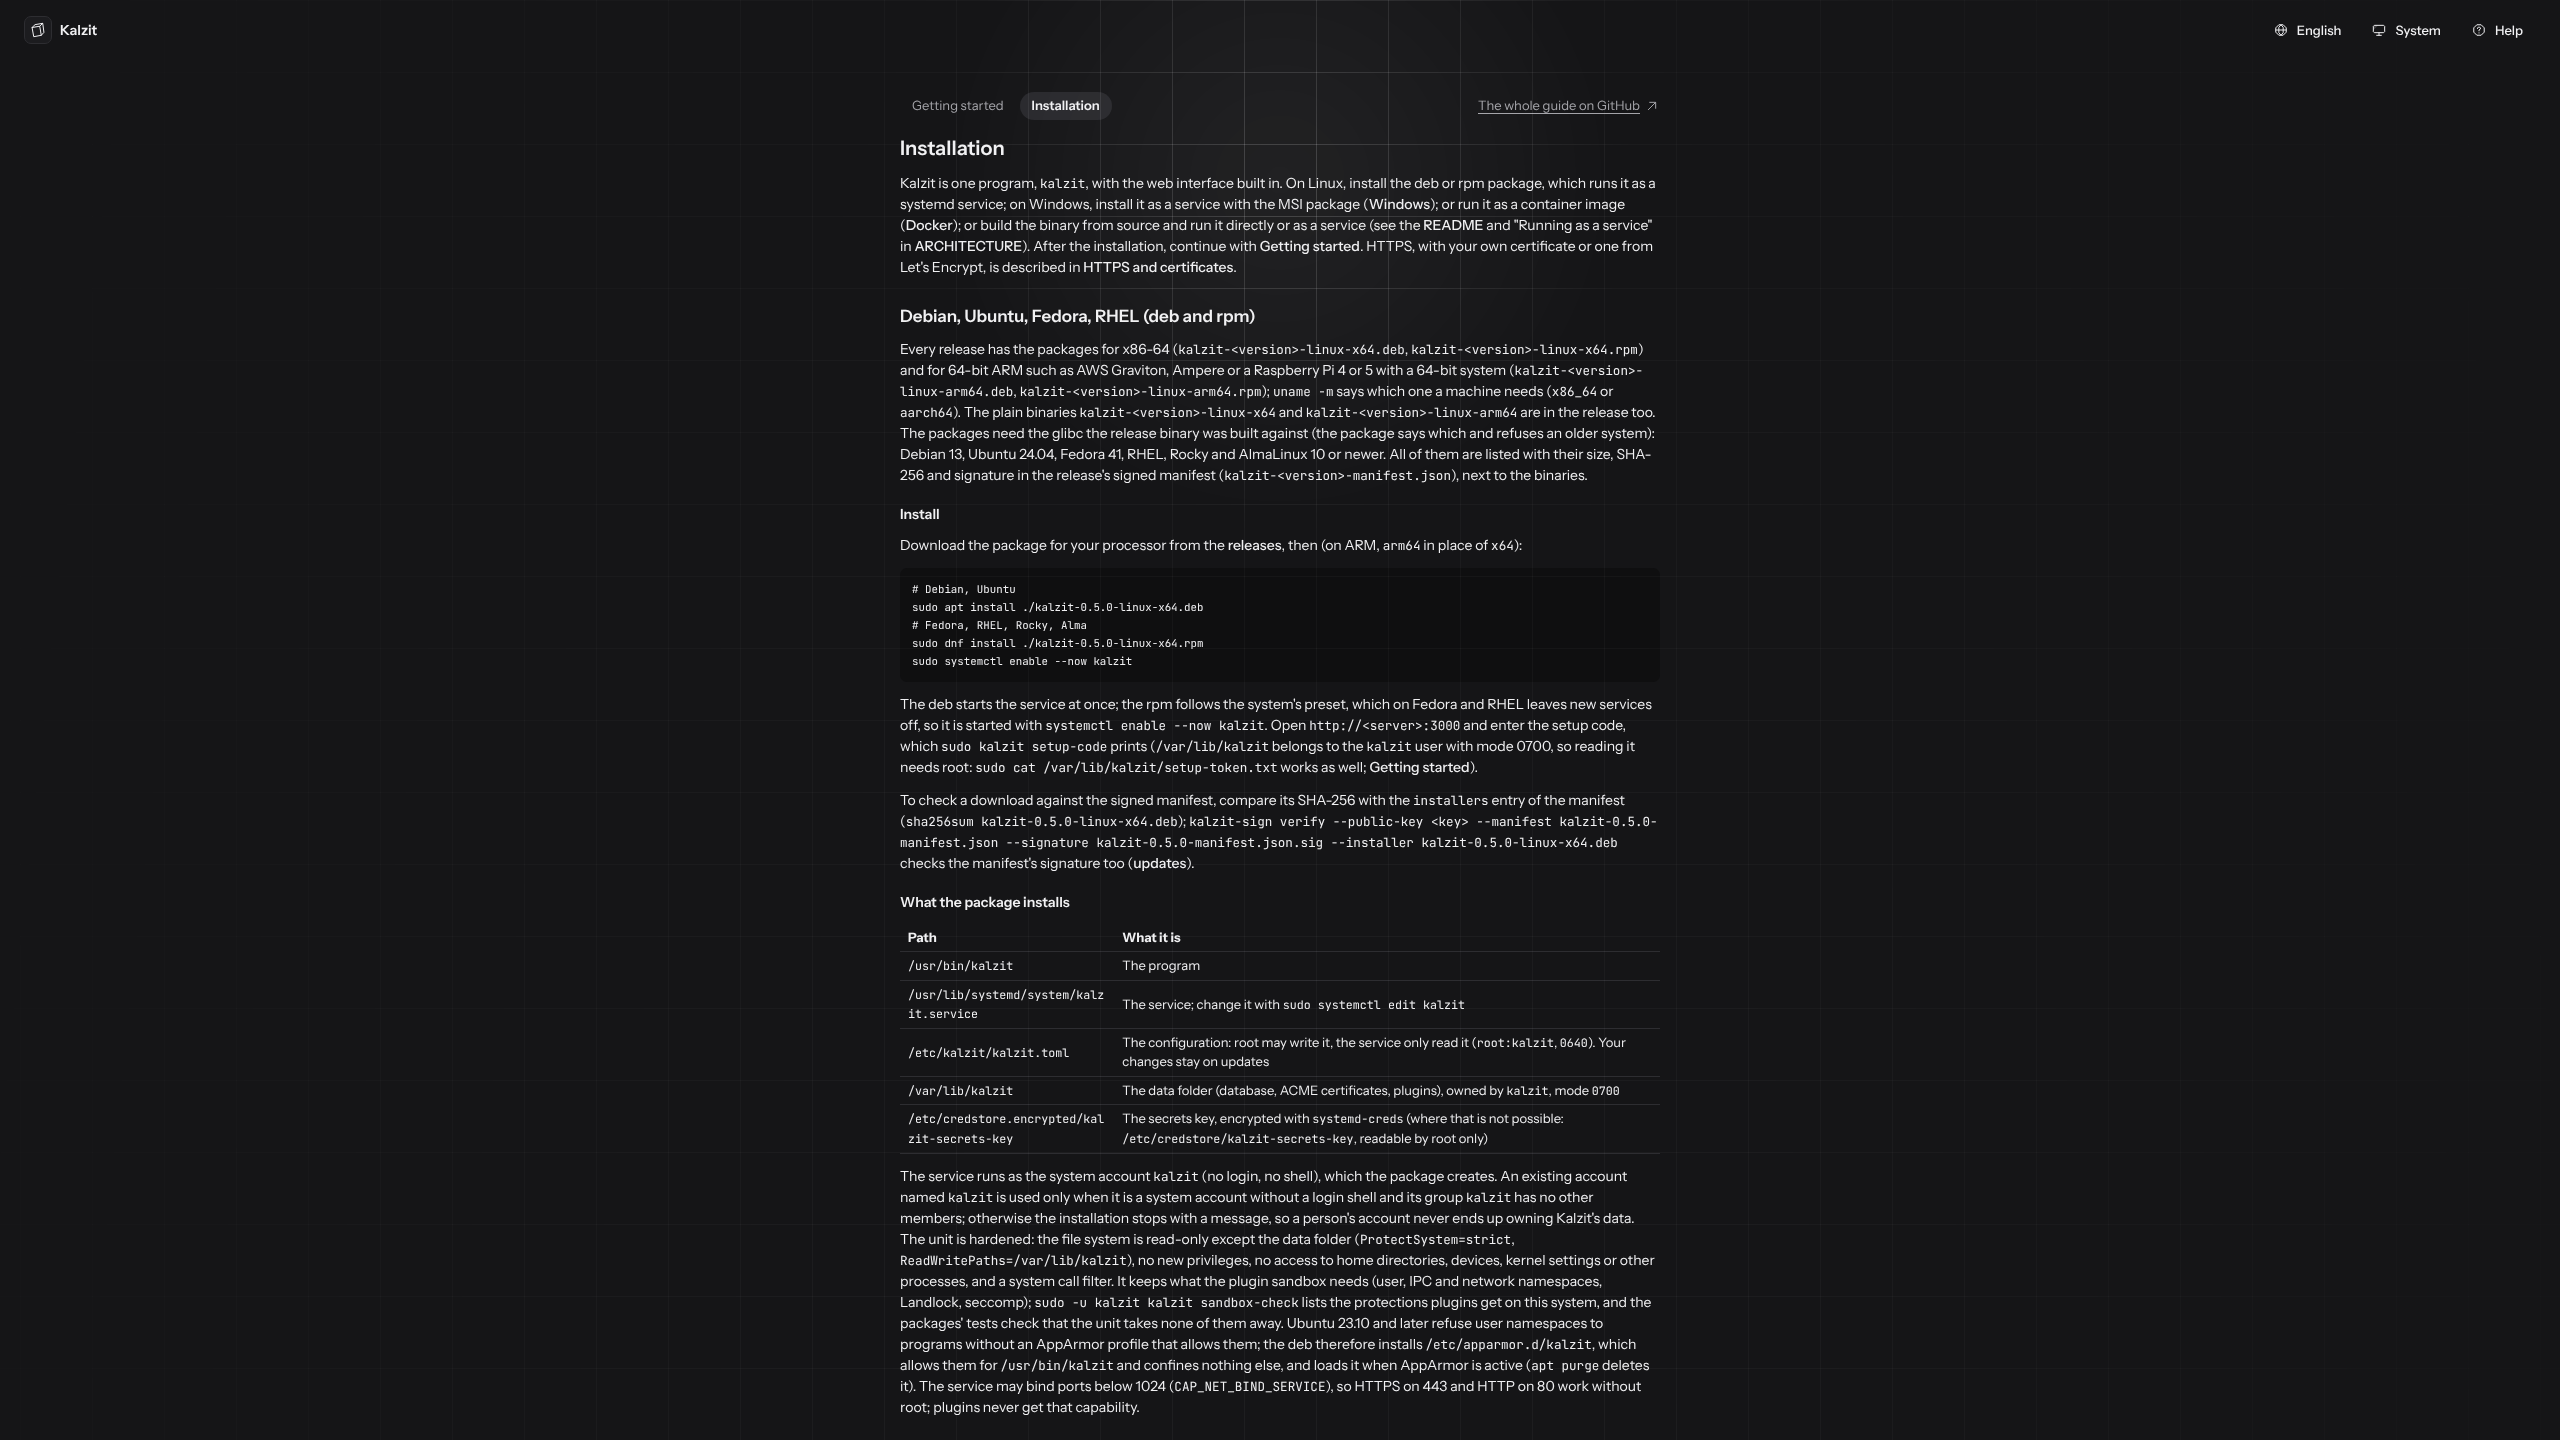 Kalzit
English
System
Help
Getting started
Installation
The whole guide on GitHub
Installation
Kalzit is one program, kalzit, with the web interface built in. On Linux, install the deb or rpm package, which runs it as a
systemd service; on Windows, install it as a service with the MSI package (Windows); or run it as a container image
(Docker); or build the binary from source and run it directly or as a service (see the README and "Running as a service"
in ARCHITECTURE). After the installation, continue with Getting started. HTTPS, with your own certificate or one from
Let's Encrypt, is described in HTTPS and certificates.
Debian, Ubuntu, Fedora, RHEL (deb and rpm)
Every release has the packages for x86-64 (kalzit-<version>-linux-x64.deb, kalzit-<version>-linux-x64.rpm)
and for 64-bit ARM such as AWS Graviton, Ampere or a Raspberry Pi 4 or 5 with a 64-bit system (kalzit-<version>-
linux-arm64.deb, kalzit-<version>-linux-arm64.rpm); uname -m says which one a machine needs (x86_64 or
aarch64). The plain binaries kalzit-<version>-linux-x64 and kalzit-<version>-linux-arm64 are in the release too.
The packages need the glibc the release binary was built against (the package says which and refuses an older system):
Debian 13, Ubuntu 24.04, Fedora 41, RHEL, Rocky and AlmaLinux 10 or newer. All of them are listed with their size, SHA-
256 and signature in the release's signed manifest (kalzit-<version>-manifest.json), next to the binaries.
Install
Download the package for your processor from the releases, then (on ARM, arm64 in place of x64):
# Debian, Ubuntu
sudo apt install ./kalzit-0.5.0-linux-x64.deb
# Fedora, RHEL, Rocky, Alma
sudo dnf install ./kalzit-0.5.0-linux-x64.rpm
sudo systemctl enable --now kalzit
The deb starts the service at once; the rpm follows the system's preset, which on Fedora and RHEL leaves new services
off, so it is started with systemctl enable --now kalzit. Open http://<server>:3000 and enter the setup code,
which sudo kalzit setup-code prints (/var/lib/kalzit belongs to the kalzit user with mode 0700, so reading it
needs root: sudo cat /var/lib/kalzit/setup-token.txt works as well; Getting started).
To check a download against the signed manifest, compare its SHA-256 with the installers entry of the manifest
(sha256sum kalzit-0.5.0-linux-x64.deb); kalzit-sign verify --public-key <key> --manifest kalzit-0.5.0-
manifest.json --signature kalzit-0.5.0-manifest.json.sig --installer kalzit-0.5.0-linux-x64.deb
checks the manifest's signature too (updates).
What the package installs
Path
What it is
/usr/bin/kalzit
The program
/usr/lib/systemd/system/kalz
it.service
The service; change it with sudo systemctl edit kalzit
/etc/kalzit/kalzit.toml
The configuration: root may write it, the service only read it (root:kalzit, 0640). Your
changes stay on updates
/var/lib/kalzit
The data folder (database, ACME certificates, plugins), owned by kalzit, mode 0700
/etc/credstore.encrypted/kal
zit-secrets-key
The secrets key, encrypted with systemd-creds (where that is not possible:
/etc/credstore/kalzit-secrets-key, readable by root only)
The service runs as the system account kalzit (no login, no shell), which the package creates. An existing account
named kalzit is used only when it is a system account without a login shell and its group kalzit has no other
members; otherwise the installation stops with a message, so a person's account never ends up owning Kalzit's data.
The unit is hardened: the file system is read-only except the data folder (ProtectSystem=strict,
ReadWritePaths=/var/lib/kalzit), no new privileges, no access to home directories, devices, kernel settings or other
processes, and a system call filter. It keeps what the plugin sandbox needs (user, IPC and network namespaces,
Landlock, seccomp); sudo -u kalzit kalzit sandbox-check lists the protections plugins get on this system, and the
packages' tests check that the unit takes none of them away. Ubuntu 23.10 and later refuse user namespaces to
programs without an AppArmor profile that allows them; the deb therefore installs /etc/apparmor.d/kalzit, which
allows them for /usr/bin/kalzit and confines nothing else, and loads it when AppArmor is active (apt purge deletes
it). The service may bind ports below 1024 (CAP_NET_BIND_SERVICE), so HTTPS on 443 and HTTP on 80 work without
root; plugins never get that capability.